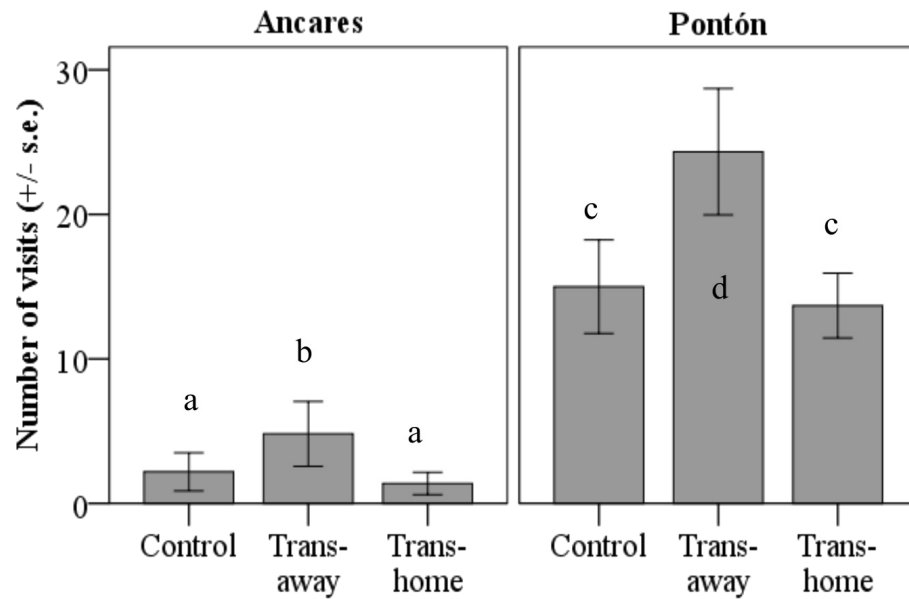 Ancares
Pontón
Number of visits (+/- s.e.)
30
20
10
0
a
b
a
c
d
c
Control
Trans-
away
Trans-
home
Control
Trans-
away
Trans-
home